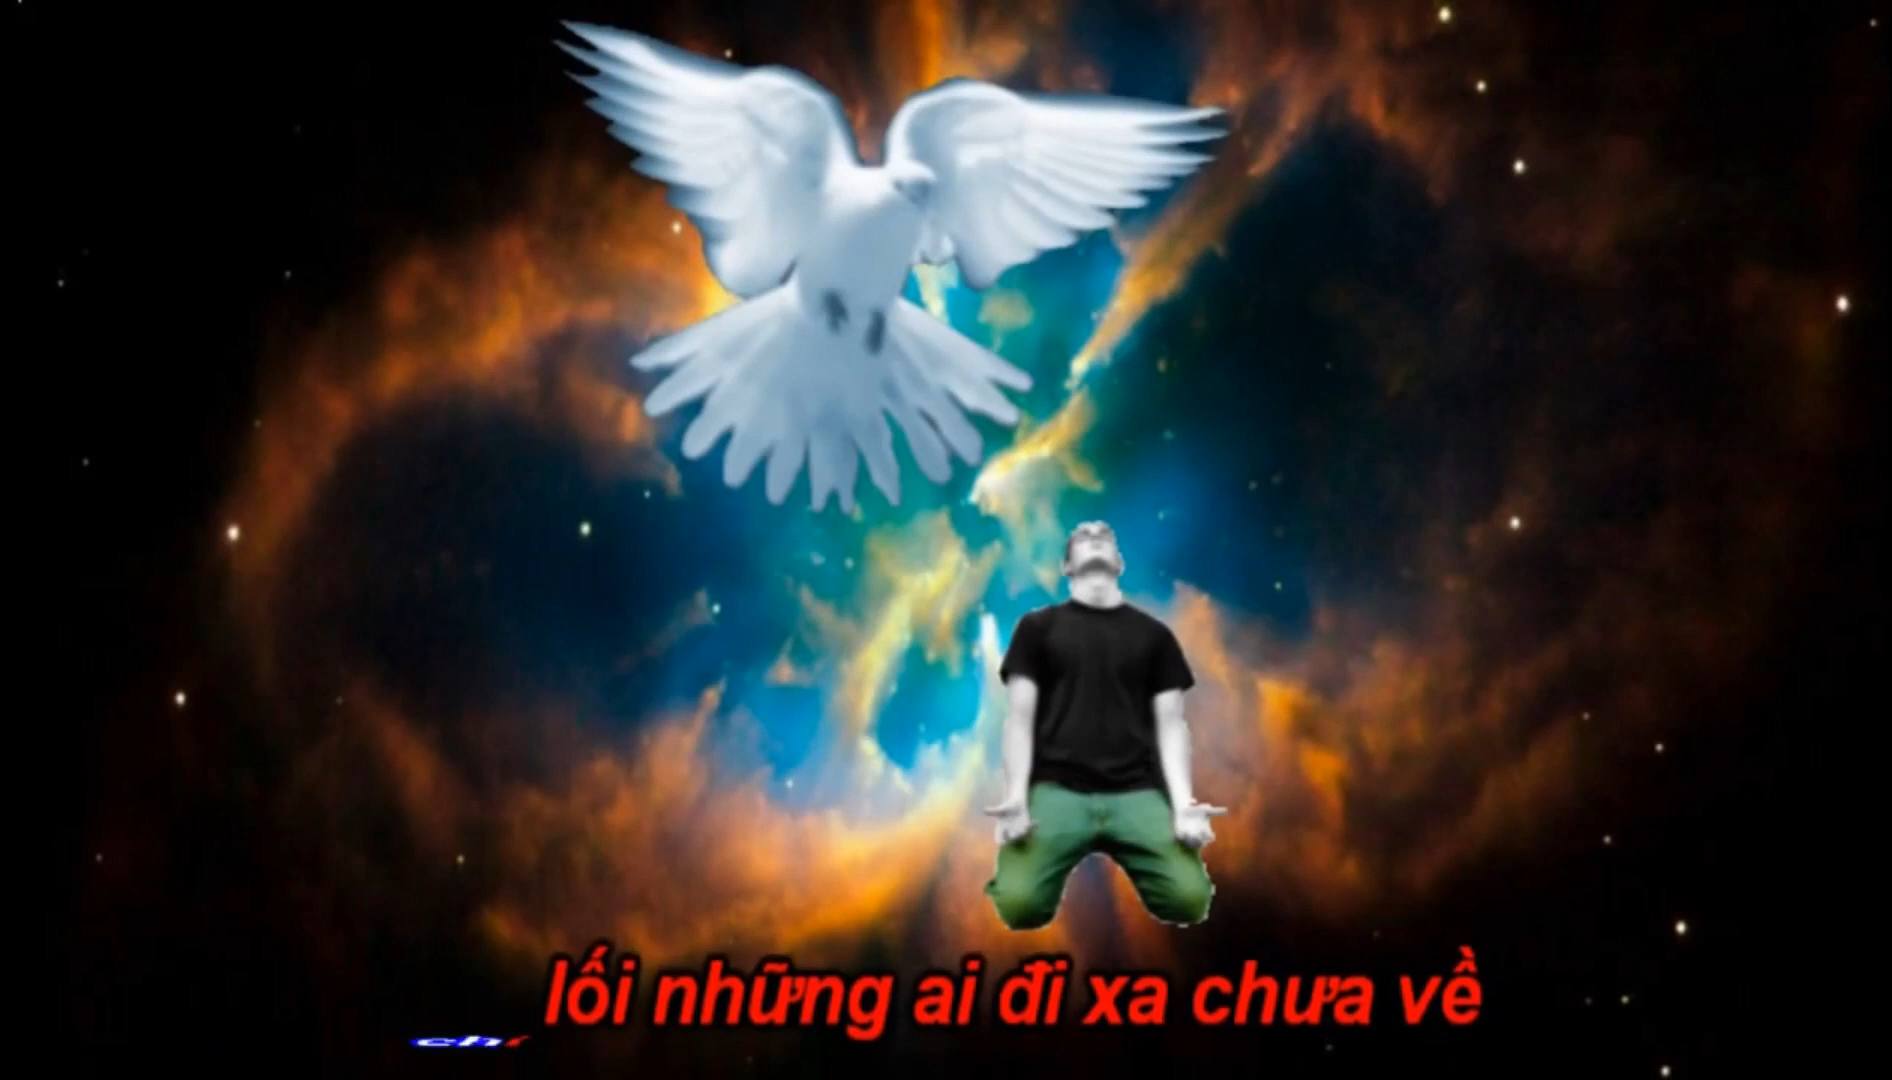 lối những ai đi xa chưa về